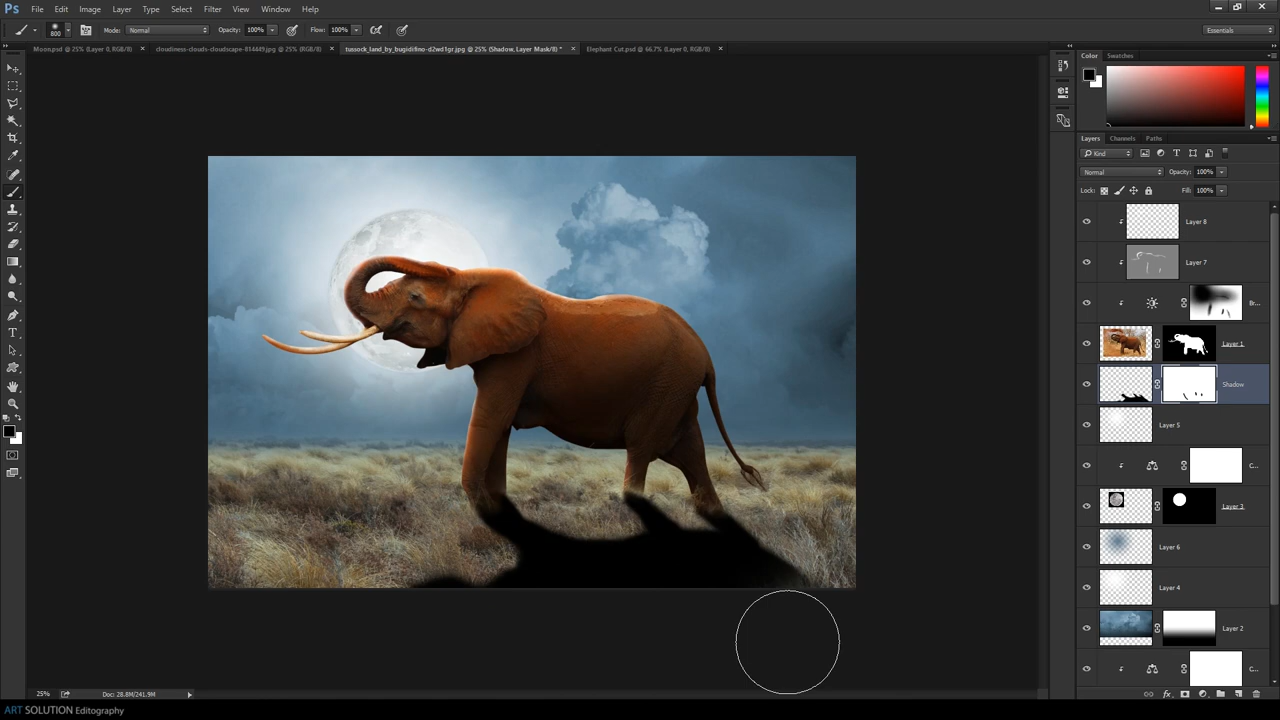 Ps File Edit Image Layer Type Select Filter View Window Help
800 Mode: Normal Opacity: 100% Flow: 100% Essentials
Moon.psd @ 25% (Layer 0, RGB/8) cloudiness-clouds-cloudscape-814449.jpg @ 25% (RGB/8) tussock_land_by_bugidifino-d2wd1gr.jpg @ 25% (Shadow, Layer Mask/8) * Elephant Cut.psd @ 66.7% (Layer 0, RGB/8)
Color Swatches
Layers Channels Paths
Kind
Normal Opacity: 100%
Lock: Fill: 100%
Layer 8
Layer 7
Br...
Layer 1
Shadow
Layer 5
C...
Layer 3
Layer 6
Layer 4
Layer 2
C...
25% Doc: 28.8M/241.9M
ART SOLUTION Editography